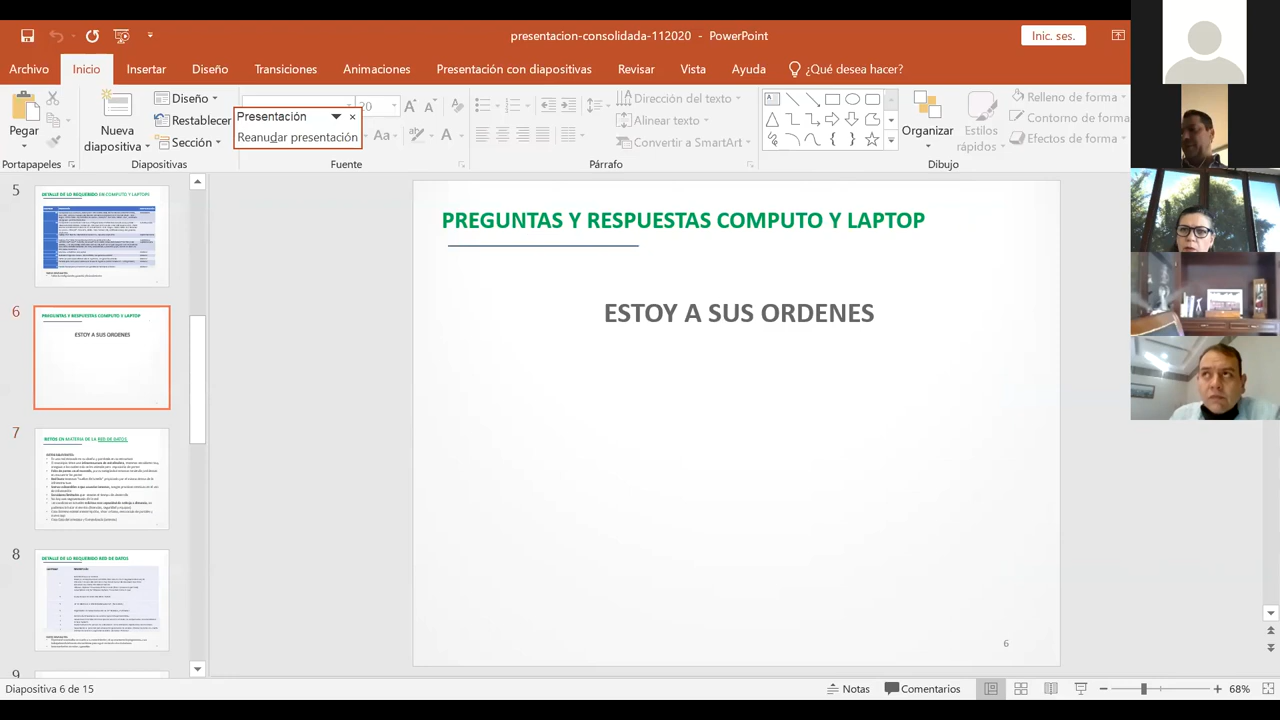 presentacion-consolidada-112020 - PowerPoint
Inic. ses.
Archivo
Inicio
Insertar
Diseño
Transiciones
Animaciones
Presentación con diapositivas
Revisar
Vista
Ayuda
¿Qué desea hacer?
Pegar
Nueva
diapositiva
Diseño
Restablecer
Sección
Presentación
Reanudar presentación
20
Aa
Dirección del texto
Alinear texto
Convertir a SmartArt
Organizar
Estilos
rápidos
Relleno de forma
Contorno de forma
Efectos de forma
Portapapeles
Diapositivas
Fuente
Párrafo
Dibujo
5
DETALLE DE LO REQUERIDO EN COMPUTO Y LAPTOPS
6
PREGUNTAS Y RESPUESTAS COMPUTO Y LAPTOP
ESTOY A SUS ORDENES
7
RETOS EN MATERIA DE LA RED DE DATOS
8
DETALLE DE LO REQUERIDO RED DE DATOS
9
PREGUNTAS Y RESPUESTAS COMPUTO Y LAPTOP
ESTOY A SUS ORDENES
6
Diapositiva 6 de 15
Notas
Comentarios
68%